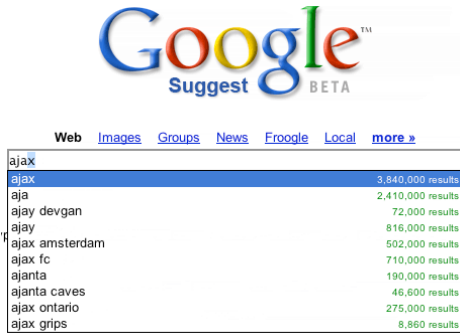 Google™
Suggest BETA
Web Images Groups News Froogle Local more »
ajax
ajax 3,840,000 results
aja 2,410,000 results
ajay devgan 72,000 results
ajay 816,000 results
ajax amsterdam 502,000 results
ajax fc 710,000 results
ajanta 190,000 results
ajanta caves 46,600 results
ajax ontario 275,000 results
ajax grips 8,860 results